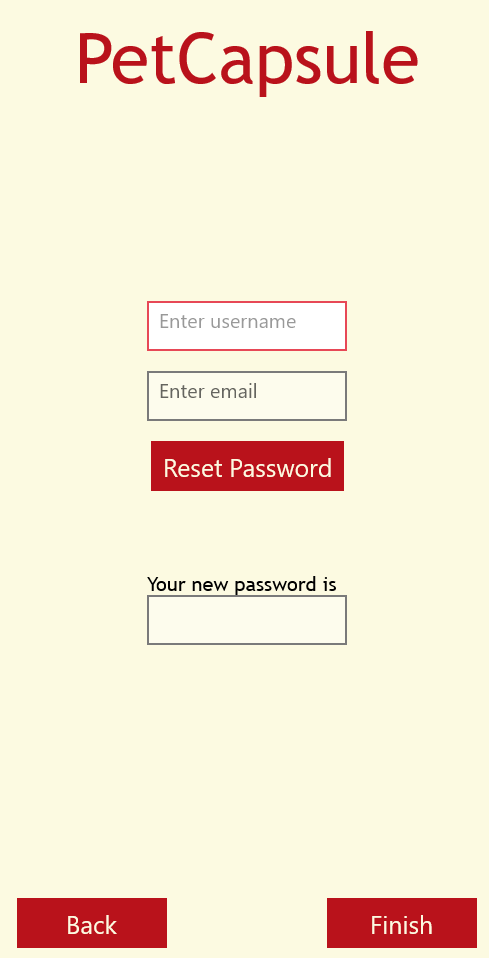 PetCapsule
Enter username
Enter email
Reset Password
Your new password is
Back
Finish